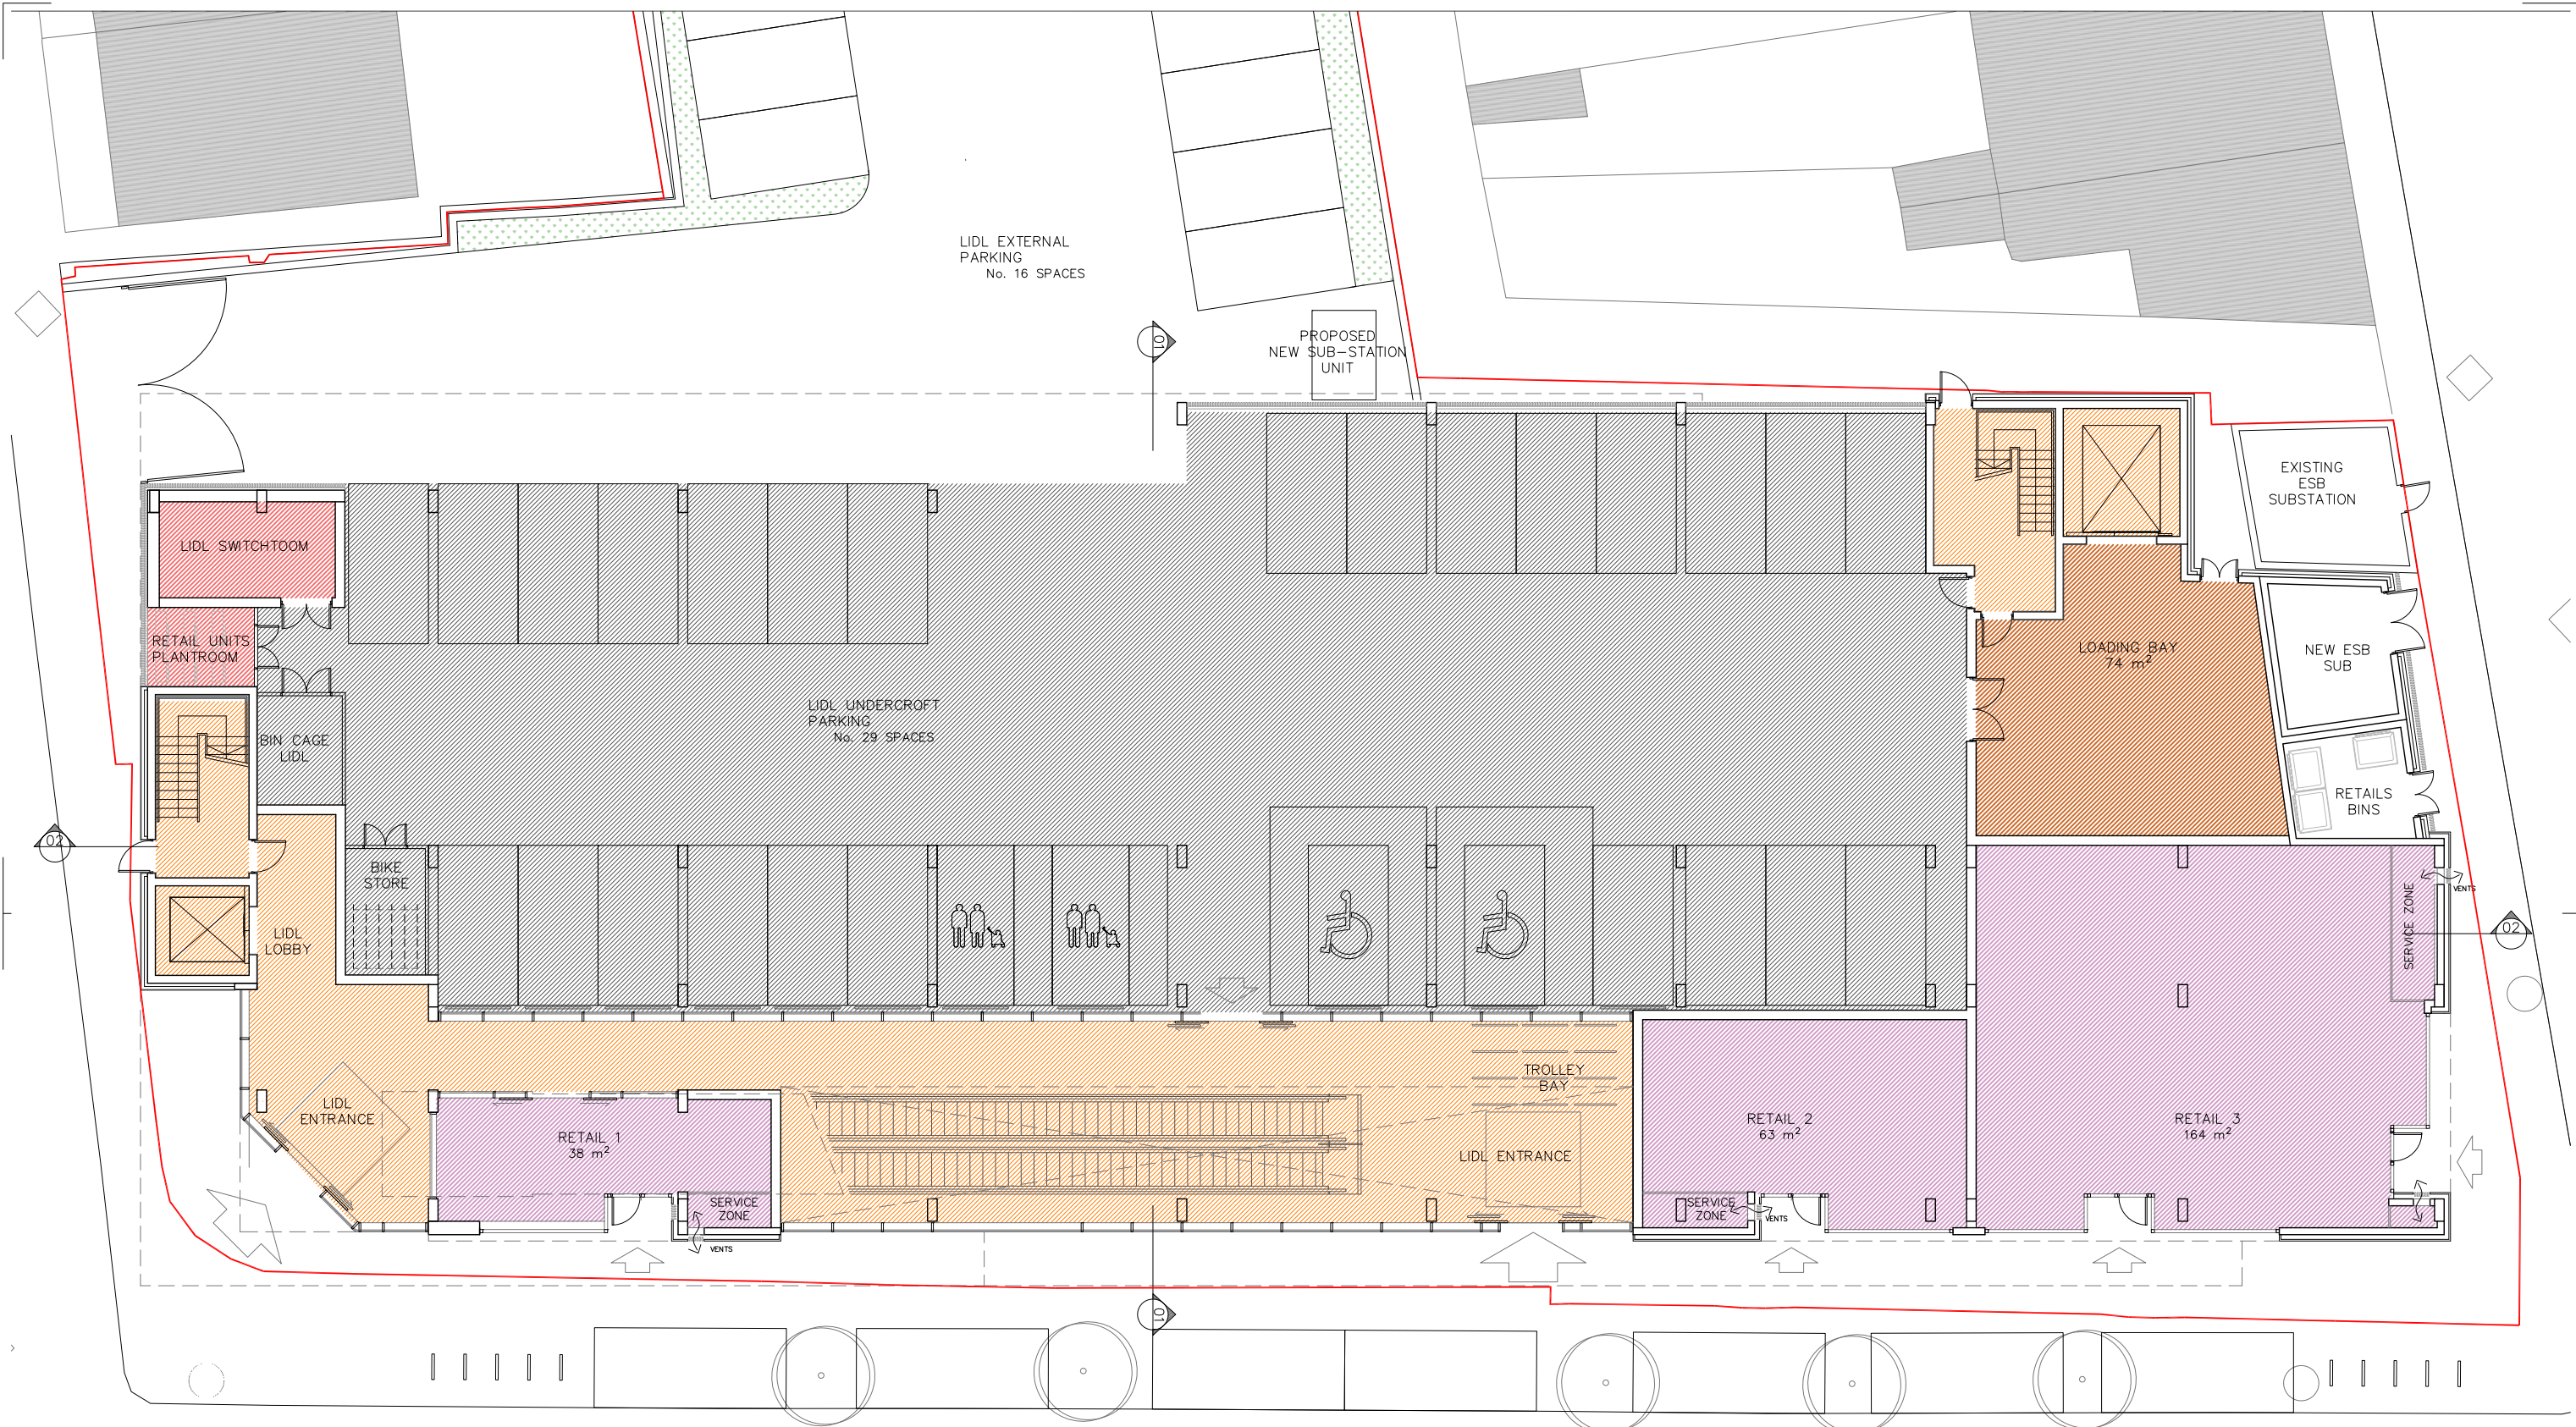 LIDL EXTERNAL
PARKING
No. 16 SPACES
PROPOSED
NEW SUB-STATION
UNIT
01
EXISTING
ESB
SUBSTATION
LIDL SWITCHTOOM
RETAIL UNITS
PLANTROOM
LOADING BAY
74 m²
NEW ESB
SUB
LIDL UNDERCROFT
PARKING
No. 29 SPACES
BIN CAGE
LIDL
RETAILS
BINS
02
BIKE
STORE
LIDL
LOBBY
SERVICE ZONE
VENTS
02
TROLLEY
BAY
LIDL
ENTRANCE
RETAIL 1
38 m²
LIDL ENTRANCE
RETAIL 2
63 m²
RETAIL 3
164 m²
SERVICE
ZONE
VENTS
SERVICE
ZONE
VENTS
01